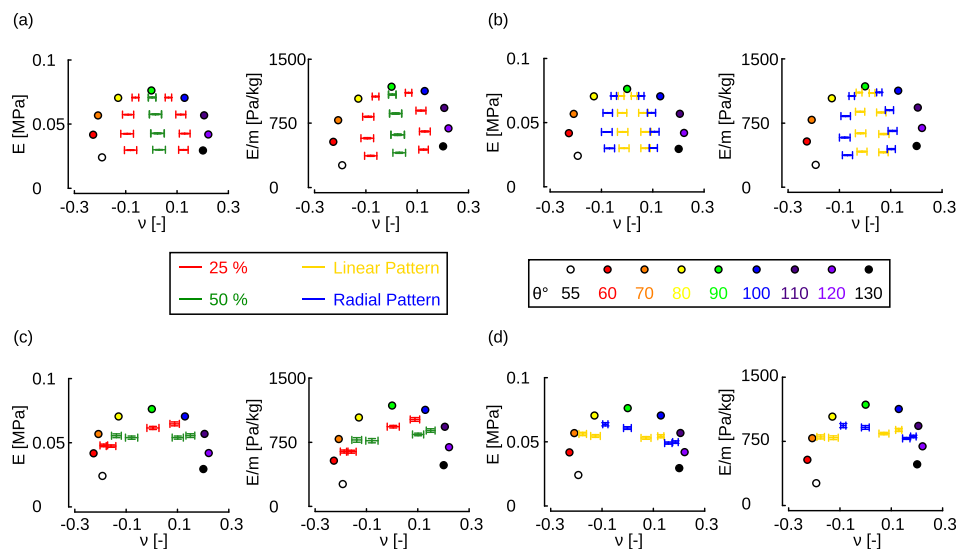 (a)
(b)
E [MPa]
0.1
0.05
0
-0.3 -0.1 0.1 0.3
ν [-]
E/m [Pa/kg]
1500
750
0
-0.3 -0.1 0.1 0.3
ν [-]
E [MPa]
0.1
0.05
0
-0.3 -0.1 0.1 0.3
ν [-]
E/m [Pa/kg]
1500
750
0
-0.3 -0.1 0.1 0.3
ν [-]
25 % Linear Pattern
50 % Radial Pattern
θ° 55 60 70 80 90 100 110 120 130
(c)
(d)
E [MPa]
0.1
0.05
0
-0.3 -0.1 0.1 0.3
ν [-]
E/m [Pa/kg]
1500
750
0
-0.3 -0.1 0.1 0.3
ν [-]
E [MPa]
0.1
0.05
0
-0.3 -0.1 0.1 0.3
ν [-]
E/m [Pa/kg]
1500
750
0
-0.3 -0.1 0.1 0.3
ν [-]